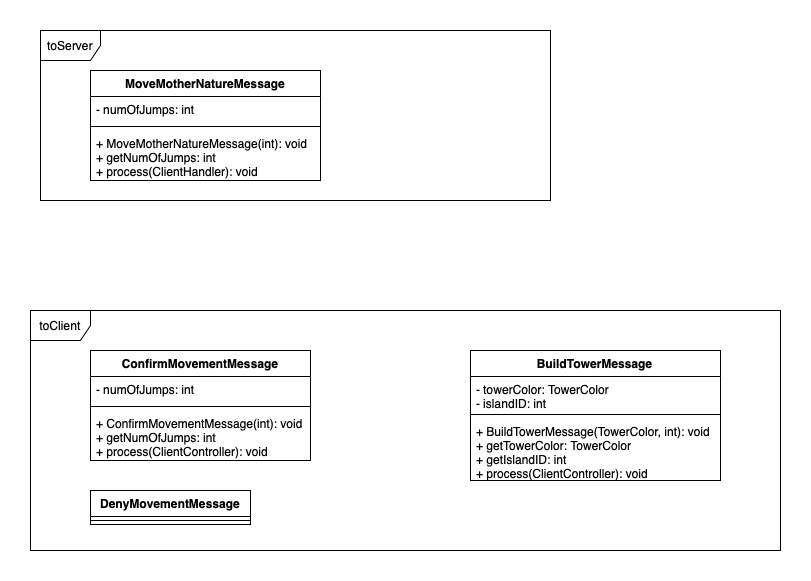 toServer
MoveMotherNatureMessage
- numOfJumps: int
+ MoveMotherNatureMessage(int): void
+ getNumOfJumps: int
+ process(ClientHandler): void
toClient
ConfirmMovementMessage
- numOfJumps: int
+ ConfirmMovementMessage(int): void
+ getNumOfJumps: int
+ process(ClientController): void
BuildTowerMessage
- towerColor: TowerColor
- islandID: int
+ BuildTowerMessage(TowerColor, int): void
+ getTowerColor: TowerColor
+ getIslandID: int
+ process(ClientController): void
DenyMovementMessage